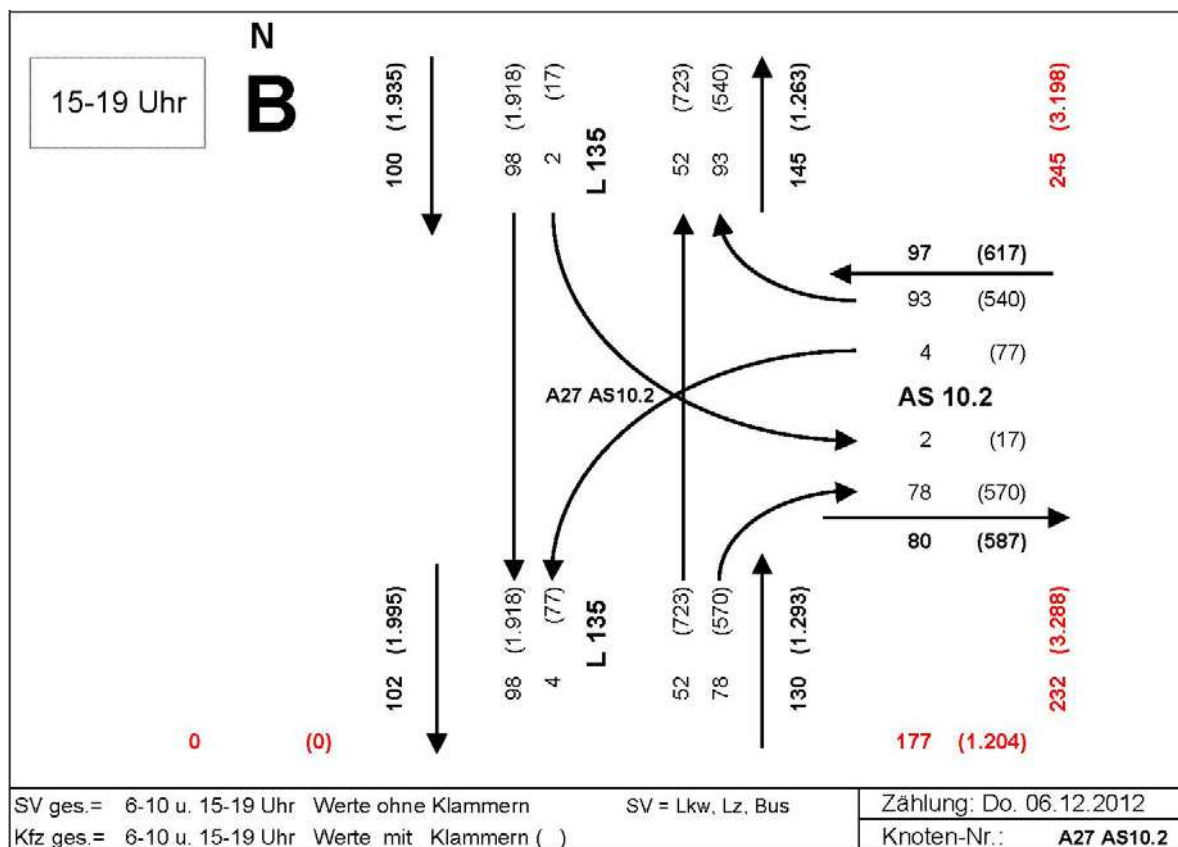 N
15-19 Uhr B
100 (1.935)
98 (1.918)
2 (17)
L 135
52 (723)
93 (540)
145 (1.263)
245 (3.198)
97 (617)
93 (540)
4 (77)
A27 AS10.2
AS 10.2
2 (17)
78 (570)
80 (587)
102 (1.995)
98 (1.918)
4 (77)
L 135
52 (723)
78 (570)
130 (1.293)
232 (3.288)
0 (0)
177 (1.204)
SV ges.= 6-10 u. 15-19 Uhr Werte ohne Klammern SV = Lkw, Lz, Bus
Kfz ges.= 6-10 u. 15-19 Uhr Werte mit Klammern ( )
Zählung: Do. 06.12.2012
Knoten-Nr.: A27 AS10.2